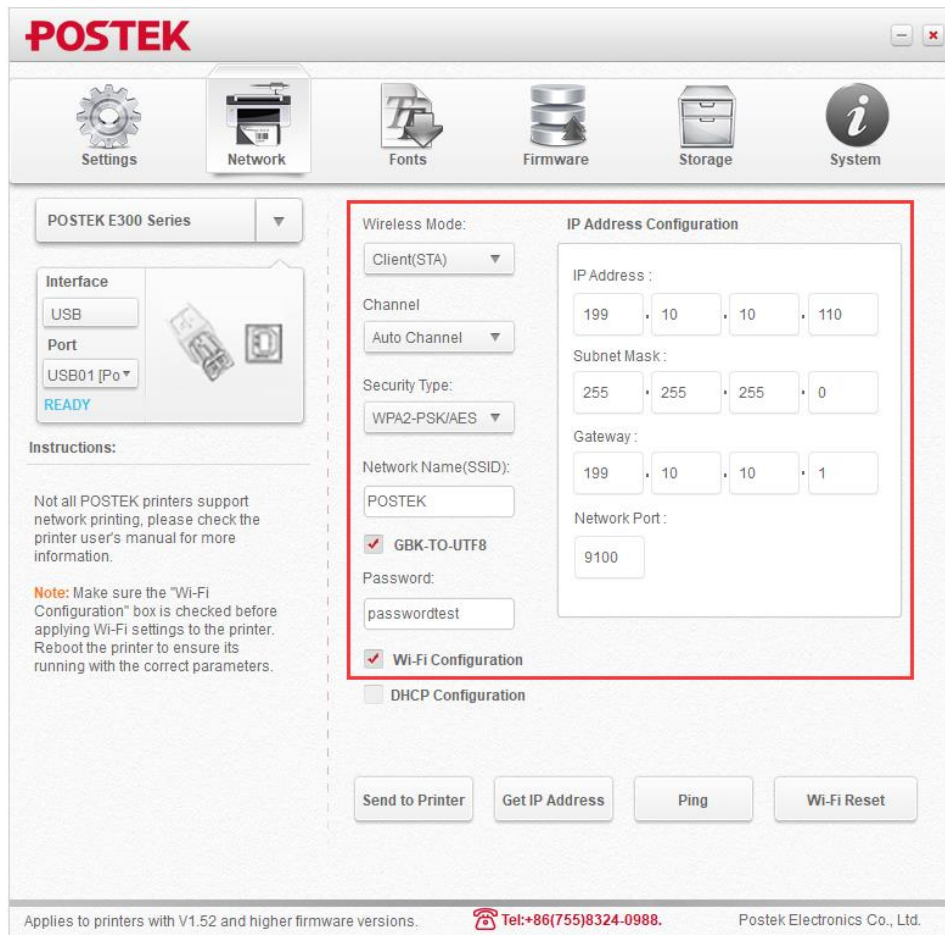 POSTEK
Settings
Network
Fonts
Firmware
Storage
System
POSTEK E300 Series
Interface
USB
Port
USB01 [Po
READY
Instructions:
Not all POSTEK printers support
network printing, please check the
printer user's manual for more
information.
Note: Make sure the "Wi-Fi
Configuration" box is checked before
applying Wi-Fi settings to the printer.
Reboot the printer to ensure its
running with the correct parameters.
Wireless Mode:
Client(STA)
Channel
Auto Channel
Security Type:
WPA2-PSK/AES
Network Name(SSID):
POSTEK
GBK-TO-UTF8
Password:
passwordtest
Wi-Fi Configuration
DHCP Configuration
IP Address Configuration
IP Address :
199 . 10 . 10 . 110
Subnet Mask :
255 . 255 . 255 . 0
Gateway :
199 . 10 . 10 . 1
Network Port :
9100
Send to Printer
Get IP Address
Ping
Wi-Fi Reset
Applies to printers with V1.52 and higher firmware versions.
Tel:+86(755)8324-0988.
Postek Electronics Co., Ltd.